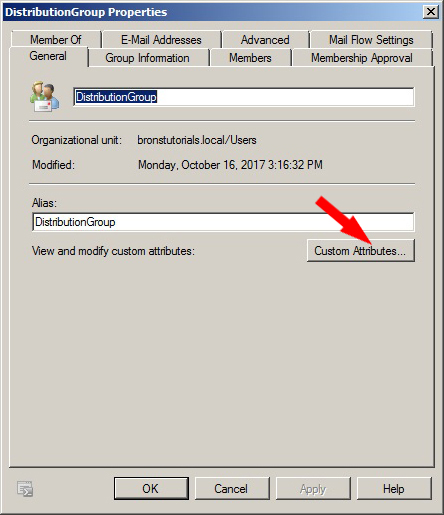 DistributionGroup Properties
Member Of E-Mail Addresses Advanced Mail Flow Settings
General Group Information Members Membership Approval
DistributionGroup
Organizational unit: bronstutorials.local/Users
Modified: Monday, October 16, 2017 3:16:32 PM
Alias:
DistributionGroup
View and modify custom attributes: Custom Attributes...
OK Cancel Apply Help